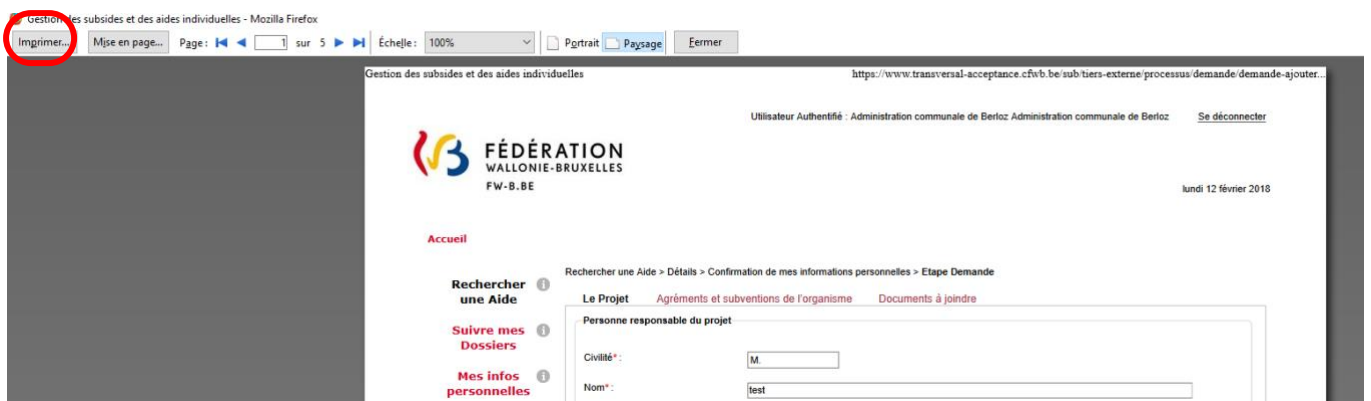 Gestion des subsides et des aides individuelles - Mozilla Firefox
Imprimer... Mise en page... Page: 1 sur 5 Échelle: 100% Portrait Paysage Fermer
Gestion des subsides et des aides individuelles https://www.transversal-acceptance.cfwb.be/sub/tiers-externe/processus/demande/demande-ajouter...
Utilisateur Authentifié : Administration communale de Berloz Administration communale de Berloz Se déconnecter
FÉDÉRATION
WALLONIE-BRUXELLES
FW-B.BE
lundi 12 février 2018
Accueil
Rechercher une Aide > Détails > Confirmation de mes informations personnelles > Etape Demande
Rechercher
une Aide
Le Projet Agréments et subventions de l'organisme Documents à joindre
Personne responsable du projet
Suivre mes
Dossiers
Civilité* : M.
Mes infos
personnelles
Nom* : test